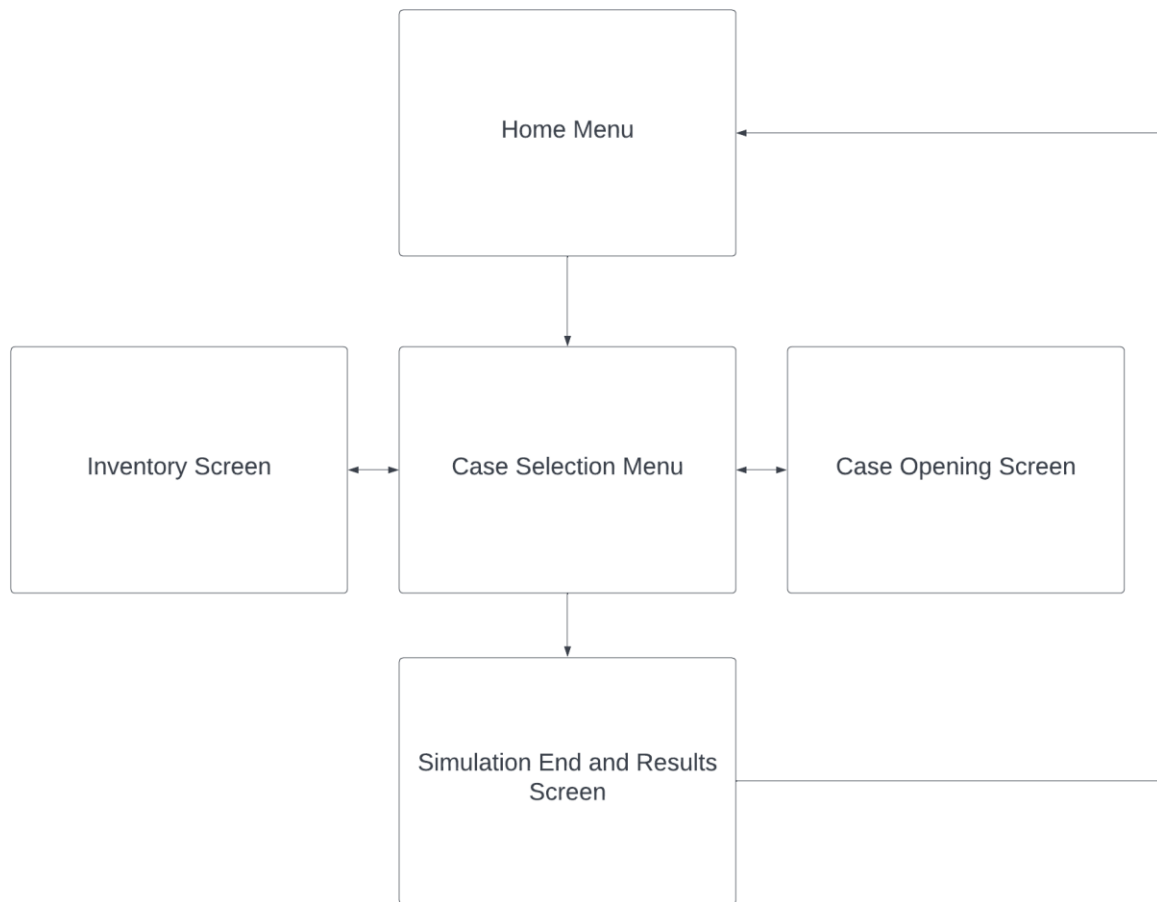 Home Menu
Inventory Screen
Case Selection Menu
Case Opening Screen
Simulation End and Results
Screen